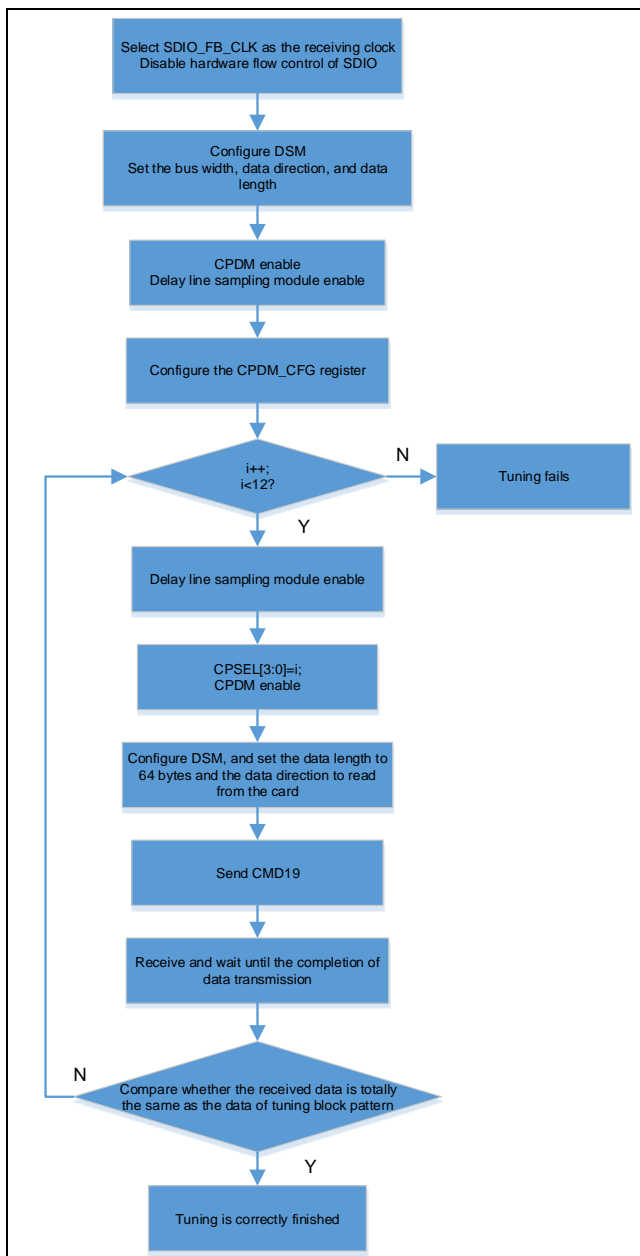 Select SDIO_FB_CLK as the receiving clock
Disable hardware flow control of SDIO
Configure DSM
Set the bus width, data direction, and data
length
CPDM enable
Delay line sampling module enable
Configure the CPDM_CFG register
i++;
i<12?
N
Tuning fails
Y
Delay line sampling module enable
CPSEL[3:0]=i;
CPDM enable
Configure DSM, and set the data length to
64 bytes and the data direction to read
from the card
Send CMD19
Receive and wait until the completion of
data transmission
N
Compare whether the received data is totally
the same as the data of tuning block pattern
Y
Tuning is correctly finished